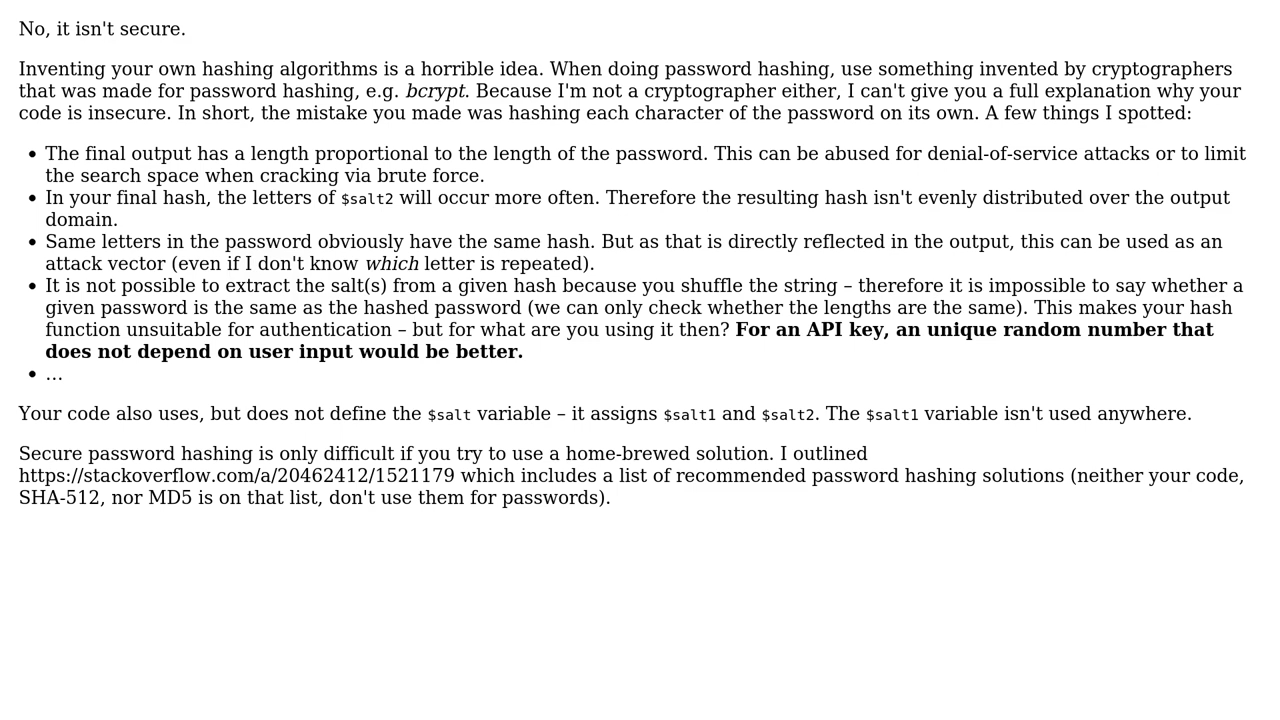 No, it isn't secure.
Inventing your own hashing algorithms is a horrible idea. When doing password hashing, use something invented by cryptographers
that was made for password hashing, e.g. bcrypt. Because I'm not a cryptographer either, I can't give you a full explanation why your
code is insecure. In short, the mistake you made was hashing each character of the password on its own. A few things I spotted:
• The final output has a length proportional to the length of the password. This can be abused for denial-of-service attacks or to limit
the search space when cracking via brute force.
• In your final hash, the letters of $salt2 will occur more often. Therefore the resulting hash isn't evenly distributed over the output
domain.
• Same letters in the password obviously have the same hash. But as that is directly reflected in the output, this can be used as an
attack vector (even if I don't know which letter is repeated).
• It is not possible to extract the salt(s) from a given hash because you shuffle the string – therefore it is impossible to say whether a
given password is the same as the hashed password (we can only check whether the lengths are the same). This makes your hash
function unsuitable for authentication – but for what are you using it then? For an API key, an unique random number that
does not depend on user input would be better.
• …
Your code also uses, but does not define the $salt variable – it assigns $salt1 and $salt2. The $salt1 variable isn't used anywhere.
Secure password hashing is only difficult if you try to use a home-brewed solution. I outlined
https://stackoverflow.com/a/20462412/1521179 which includes a list of recommended password hashing solutions (neither your code,
SHA-512, nor MD5 is on that list, don't use them for passwords).